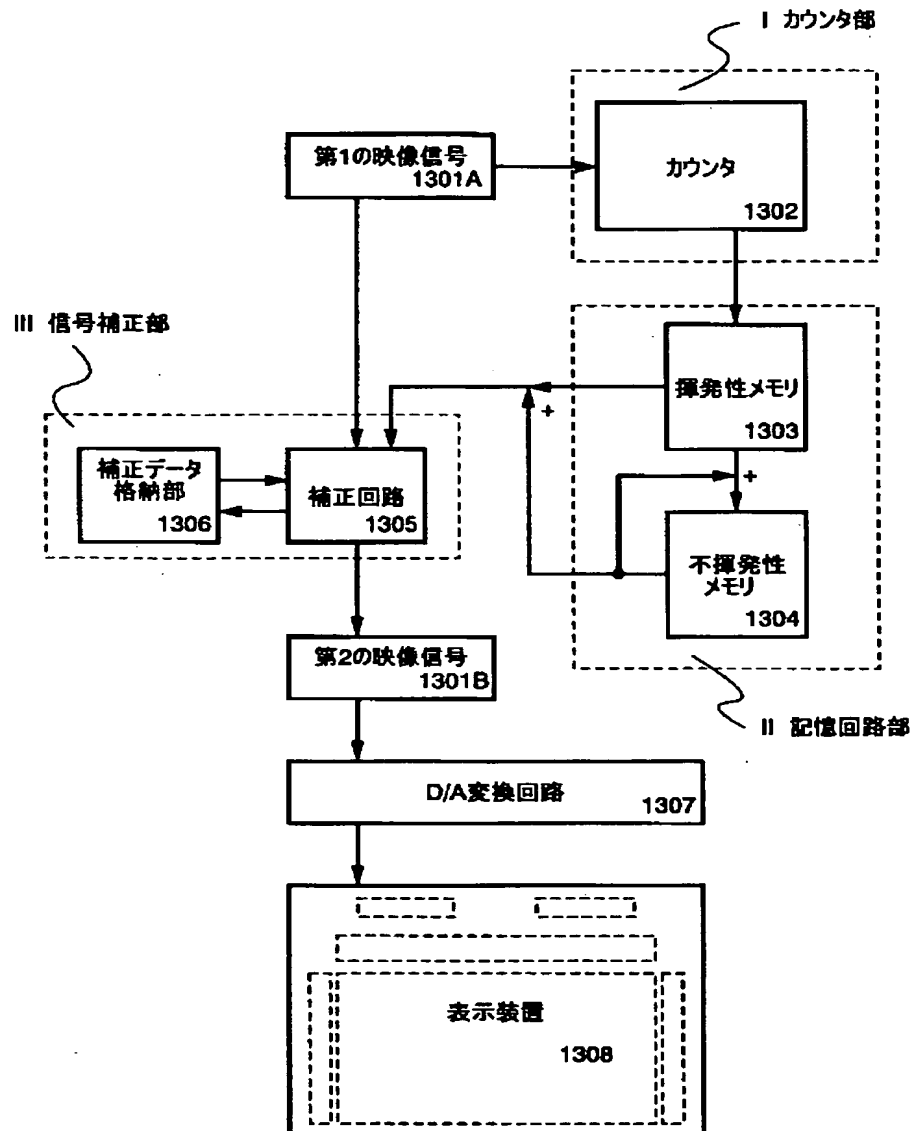 I カウンタ部
第1の映像信号
1301A
カウンタ
1302
III 信号補正部
揮発性メモリ
1303
+
+
補正データ
格納部
1306
補正回路
1305
不揮発性
メモリ
1304
第2の映像信号
1301B
II 記憶回路部
D/A変換回路
1307
表示装置
1308